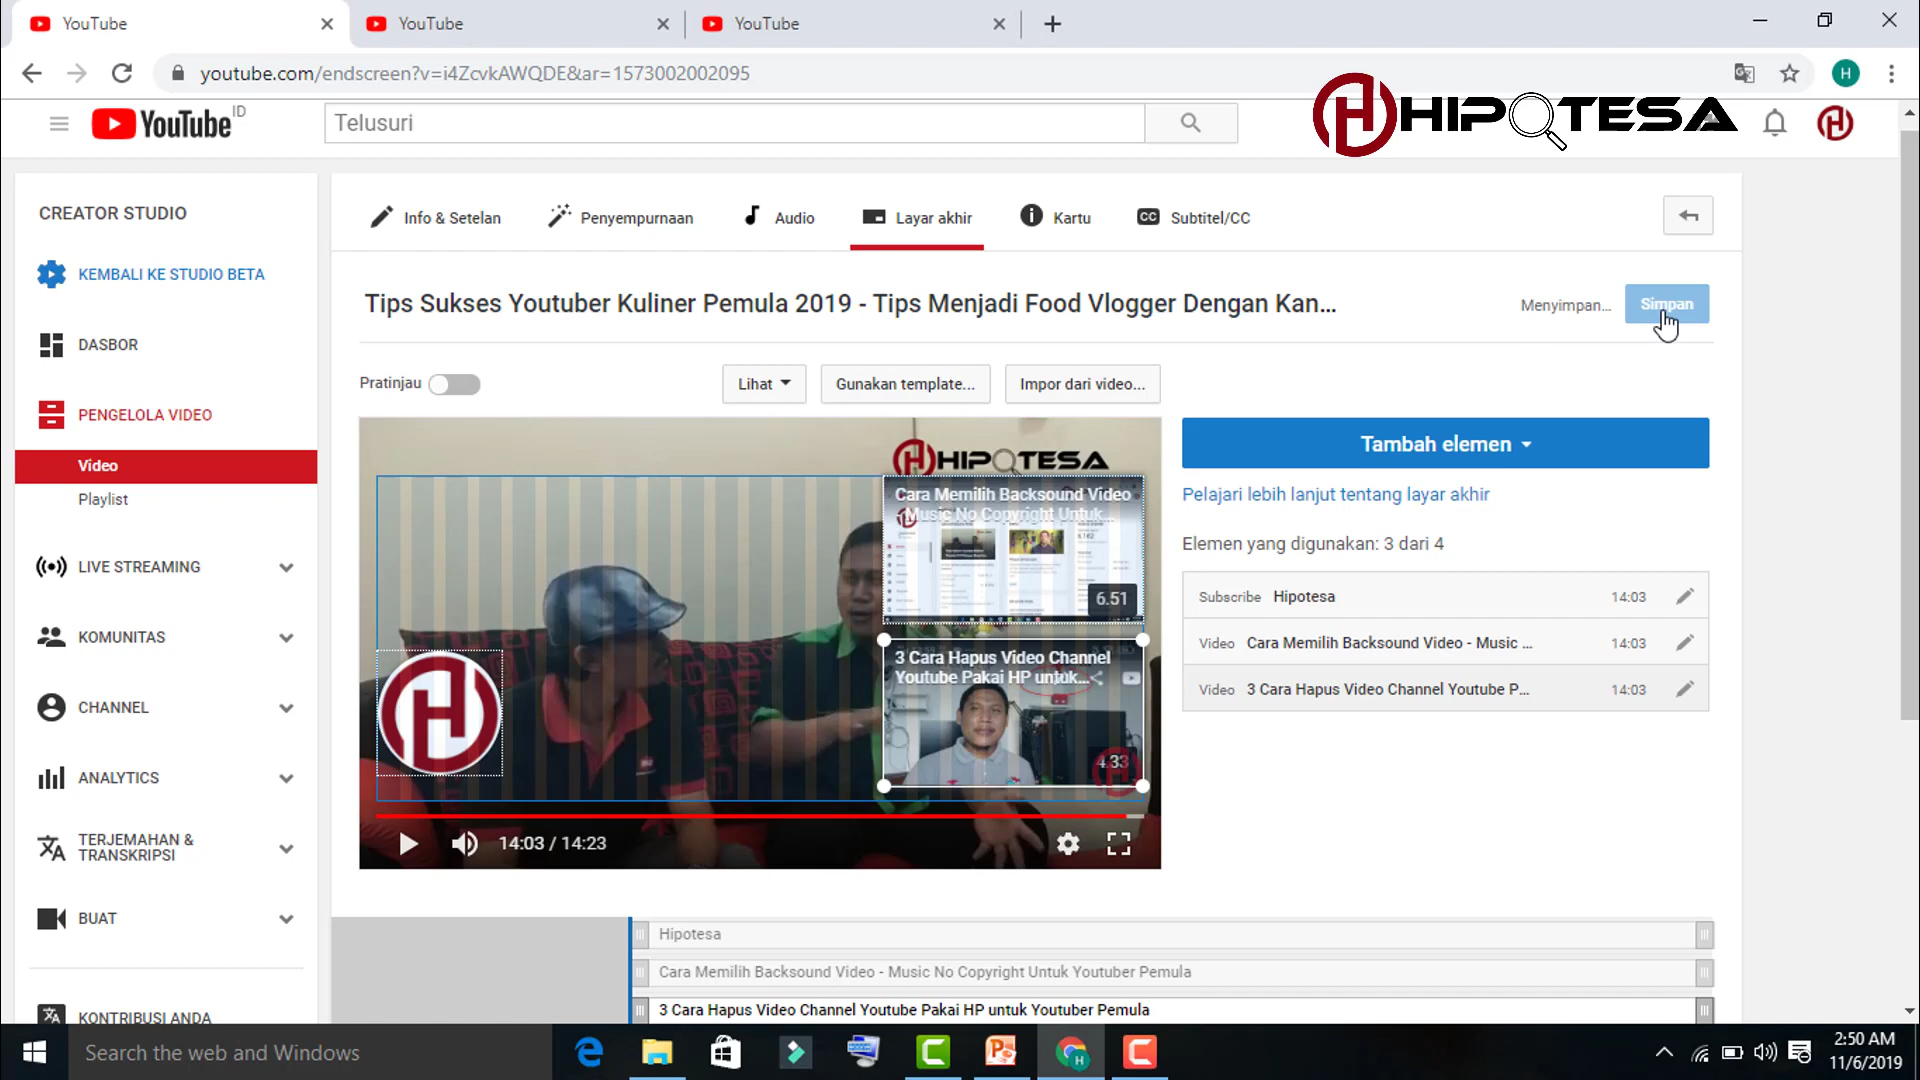 YouTube
YouTube
YouTube
youtube.com/endscreen?v=i4ZcvkAWQDE&ar=1573002002095
H
YouTube ID
Telusuri
HIPOTESA
CREATOR STUDIO
KEMBALI KE STUDIO BETA
DASBOR
PENGELOLA VIDEO
Video
Playlist
LIVE STREAMING
KOMUNITAS
CHANNEL
ANALYTICS
TERJEMAHAN &
TRANSKRIPSI
BUAT
KONTRIBUSI ANDA
Info & Setelan
Penyempurnaan
Audio
Layar akhir
Kartu
CC Subtitel/CC
Tips Sukses Youtuber Kuliner Pemula 2019 - Tips Menjadi Food Vlogger Dengan Kan...
Menyimpan...
Simpan
Pratinjau
Lihat
Gunakan template...
Impor dari video...
HIPOTESA
Cara Memilih Backsound Video
- Music No Copyright Untuk...
6.51
3 Cara Hapus Video Channel
Youtube Pakai HP untuk...
4.33
14:03 / 14:23
Tambah elemen
Pelajari lebih lanjut tentang layar akhir
Elemen yang digunakan: 3 dari 4
Subscribe Hipotesa 14:03
Video Cara Memilih Backsound Video - Music ... 14:03
Video 3 Cara Hapus Video Channel Youtube P... 14:03
Hipotesa
Cara Memilih Backsound Video - Music No Copyright Untuk Youtuber Pemula
3 Cara Hapus Video Channel Youtube Pakai HP untuk Youtuber Pemula
Search the web and Windows
2:50 AM
11/6/2019